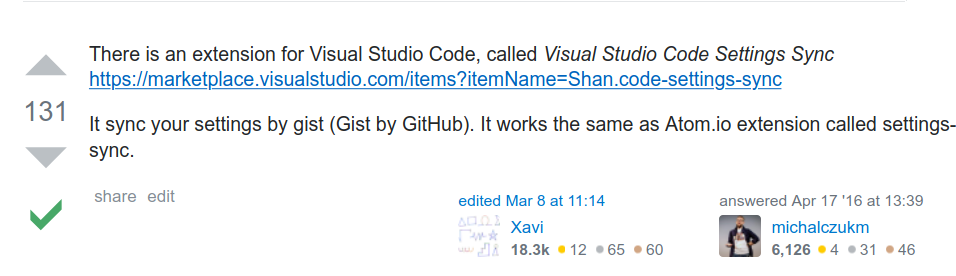 There is an extension for Visual Studio Code, called Visual Studio Code Settings Sync
https://marketplace.visualstudio.com/items?itemName=Shan.code-settings-sync
131
It sync your settings by gist (Gist by GitHub). It works the same as Atom.io extension called settings-
sync.
share edit
edited Mar 8 at 11:14
Xavi
18.3k 12 65 60
answered Apr 17 '16 at 13:39
michalczukm
6,126 4 31 46